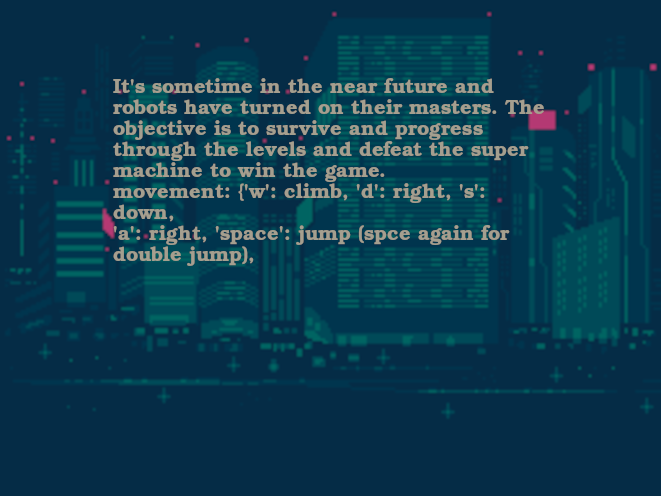 It's sometime in the near future and
robots have turned on their masters. The
objective is to survive and progress
through the levels and defeat the super
machine to win the game.
movement: {'w': climb, 'd': right, 's':
down,
'a': right, 'space': jump (spce again for
double jump),